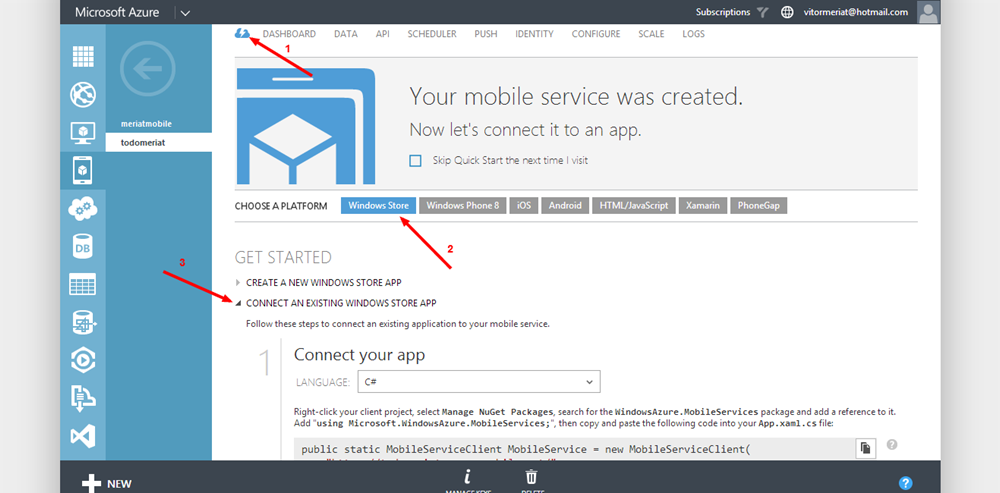 Microsoft Azure
Subscriptions
vitormeriat@hotmail.com
DASHBOARD DATA API SCHEDULER PUSH IDENTITY CONFIGURE SCALE LOGS
1
Your mobile service was created.
Now let's connect it to an app.
Skip Quick Start the next time I visit
meriatmobile
todomeriat
CHOOSE A PLATFORM Windows Store Windows Phone 8 iOS Android HTML/JavaScript Xamarin PhoneGap
2
GET STARTED
3
CREATE A NEW WINDOWS STORE APP
CONNECT AN EXISTING WINDOWS STORE APP
Follow these steps to connect an existing application to your mobile service.
DB
1
Connect your app
LANGUAGE: C#
Right-click your client project, select Manage NuGet Packages, search for the WindowsAzure.MobileServices package and add a reference to it.
Add "using Microsoft.WindowsAzure.MobileServices;", then copy and paste the following code into your App.xaml.cs file:
public static MobileServiceClient MobileService = new MobileServiceClient(
?
NEW
i
MANAGE KEYS
DELETE
?